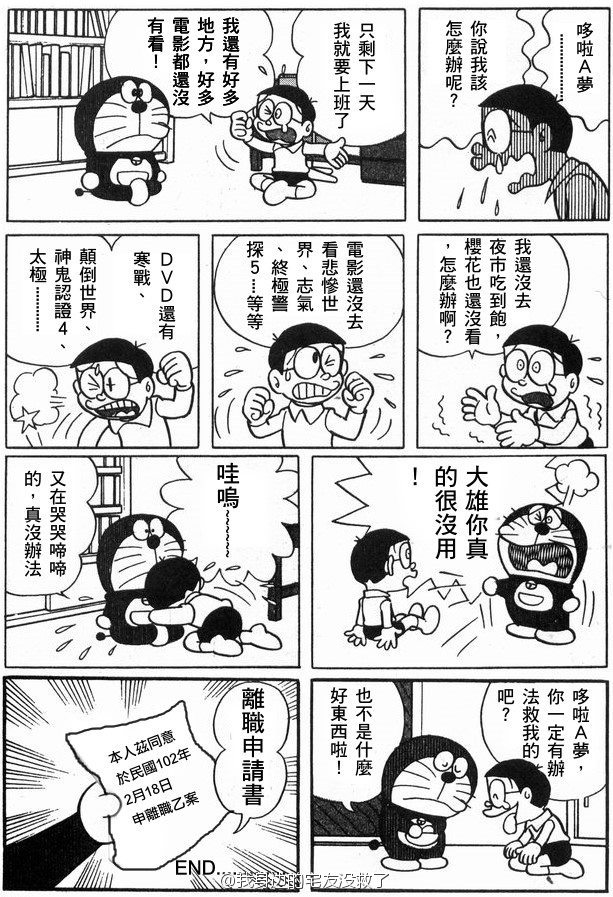 哆啦A夢
⋯⋯⋯⋯
你說我該
怎麼辦呢？
只剩下一天
我就要上班了
我還有好多
地方，好多
電影都還沒
有看！
我還沒去
夜市吃到飽，
櫻花也還沒看
，怎麼辦啊？
電影還沒去
看悲慘世
界、志氣
、終極警
探5⋯等等
DVD還有
寒戰、
顛倒世界、
神鬼認證4、
太極⋯⋯⋯⋯
大雄你真
的很沒用
！
哇嗚~~~~~~
又在哭哭啼啼
的，真沒辦法
哆啦A夢，
你一定有辦
法救我的
吧？
也不是什麼
好東西啦！
離職申請書
本人茲同意
於民國102年
2月18日
申離職乙案
END....